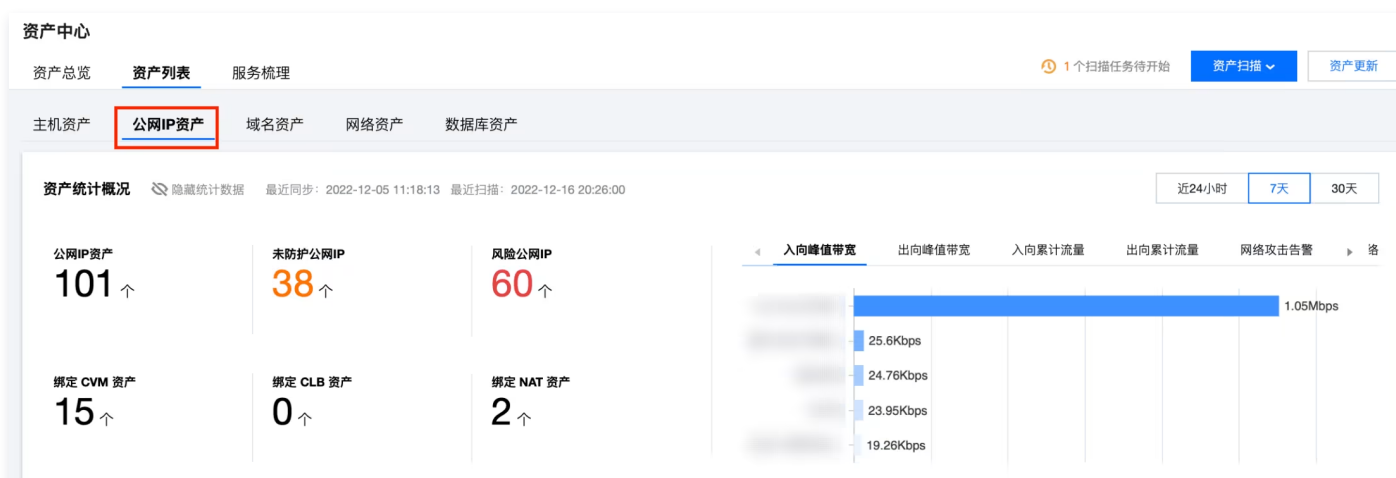 资产中心
资产总览 资产列表 服务梳理 1 个扫描任务待开始 资产扫描 资产更新
主机资产 公网IP资产 域名资产 网络资产 数据库资产
资产统计概况 隐藏统计数据 最近同步：2022-12-05 11:18:13 最近扫描：2022-12-16 20:26:00 近24小时 7天 30天
入向峰值带宽 出向峰值带宽 入向累计流量 出向累计流量 网络攻击告警 络
公网IP资产 未防护公网IP 风险公网IP
101 个 38 个 60 个
1.05Mbps
25.6Kbps
24.76Kbps
绑定 CVM 资产 绑定 CLB 资产 绑定 NAT 资产
15 个 0 个 2 个
23.95Kbps
19.26Kbps